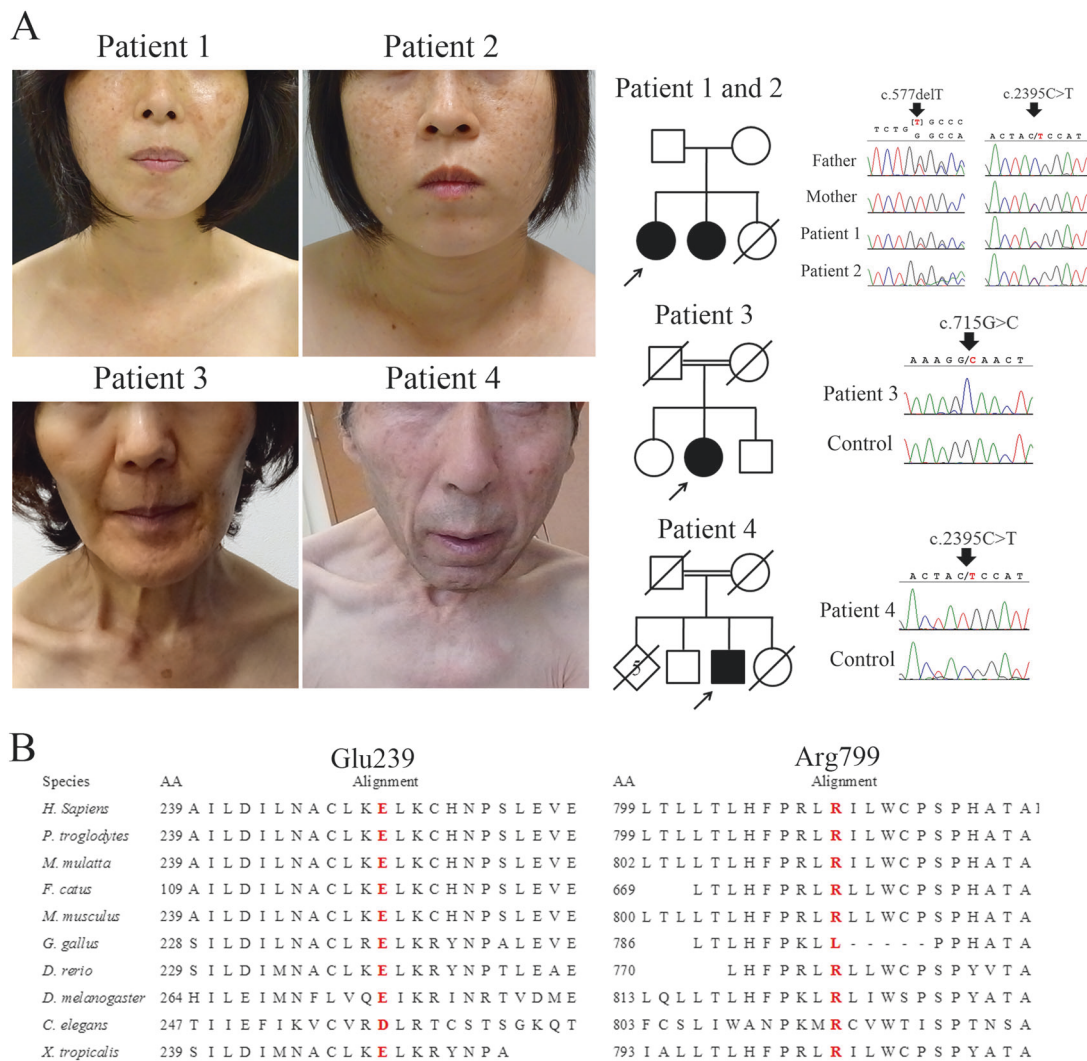 A
Patient 1
Patient 2
Patient 3
Patient 4
Patient 1 and 2
c.577delT
c.2395C>T
[T] G C C C
T C T G
G G C C A
A C T A C/T C C A T
Father
Mother
Patient 1
Patient 2
Patient 3
c.715G>C
A A A G G/C A A C T
Patient 3
Control
Patient 4
5
c.2395C>T
A C T A C/T C C A T
Patient 4
Control
B
Glu239
Arg799
Species AA Alignment AA Alignment
H. Sapiens 239 A I L D I L N A C L K E L K C H N P S L E V E 799 L T L L T L H F P R L R I L W C P S P H A T A I
P. troglodytes 239 A I L D I L N A C L K E L K C H N P S L E V E 799 L T L L T L H F P R L R I L W C P S P H A T A
M. mulatta 239 A I L D I L N A C L K E L K C H N P S L E V E 802 L T L L T L H F P R L R I L W C P S P H A T A
F. catus 109 A I L D I L N A C L K E L K C H N P S L E V E 669 L T L H F P R L R L L W C P S P H A T A
M. musculus 239 A I L D I L N A C L K E L K C H N P S L E V E 800 L T L L T L H F P R L R L L W C P S P H A T A
G. gallus 228 S I L D I L N A C L R E L K R Y N P A L E V E 786 L T L H F P K L L - - - - - P P H A T A
D. rerio 229 S I L D I M N A C L K E L K R Y N P T L E A E 770 L H F P R L R L L W C P S P Y V T A
D. melanogaster 264 H I L E I M N F L V Q E I K R I N R T V D M E 813 L Q L L T L H F P K L R L I W S P S P Y A T A
C. elegans 247 T I I E F I K V C V R D L R T C S T S G K Q T 803 F C S L I W A N P K M R C V W T I S P T N S A
X. tropicalis 239 S I L D I M N A C L K E L K R Y N P A 793 I A L L T L H F P R L R I L W C P S P H A T A